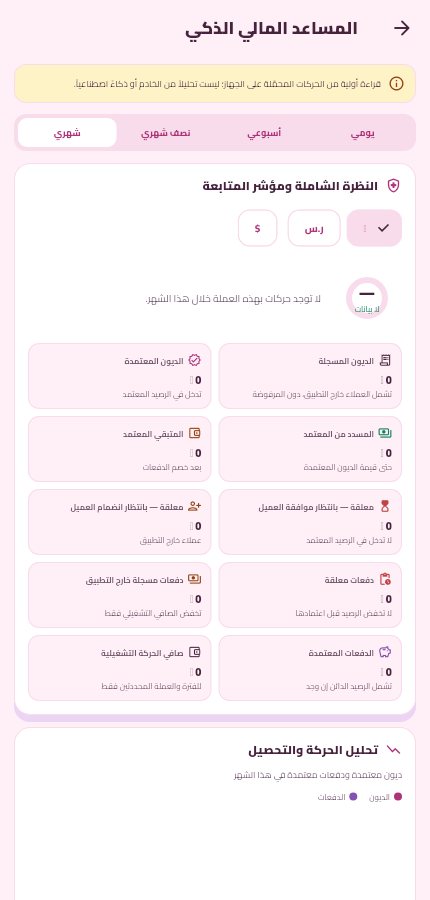 المساعد المالي الذكي
قراءة أولية من الحركات المحمّلة على الجهاز؛ ليست تحليلاً من الخادم أو ذكاءً اصطناعياً.
يومي
أسبوعي
نصف شهري
شهري
النظرة الشاملة ومؤشر المتابعة
ر.س
$
—
لا بيانات
لا توجد حركات بهذه العملة خلال هذا الشهر.
الديون المسجلة
0
تشمل العملاء خارج التطبيق، دون المرفوضة
الديون المعتمدة
0
تدخل في الرصيد المعتمد
المسدد من المعتمد
0
حتى قيمة الديون المعتمدة
المتبقي المعتمد
0
بعد خصم الدفعات
معلقة — بانتظار موافقة العميل
0
لا تدخل في الرصيد المعتمد
معلقة — بانتظار انضمام العميل
0
عملاء خارج التطبيق
دفعات معلقة
0
لا تخفض الرصيد قبل اعتمادها
دفعات مسجلة خارج التطبيق
0
تخفض الصافي التشغيلي فقط
الدفعات المعتمدة
0
تشمل الرصيد الدائن إن وجد
صافي الحركة التشغيلية
0
للفترة والعملة المحددتين فقط
تحليل الحركة والتحصيل
ديون معتمدة ودفعات معتمدة في هذا الشهر
الديون
الدفعات